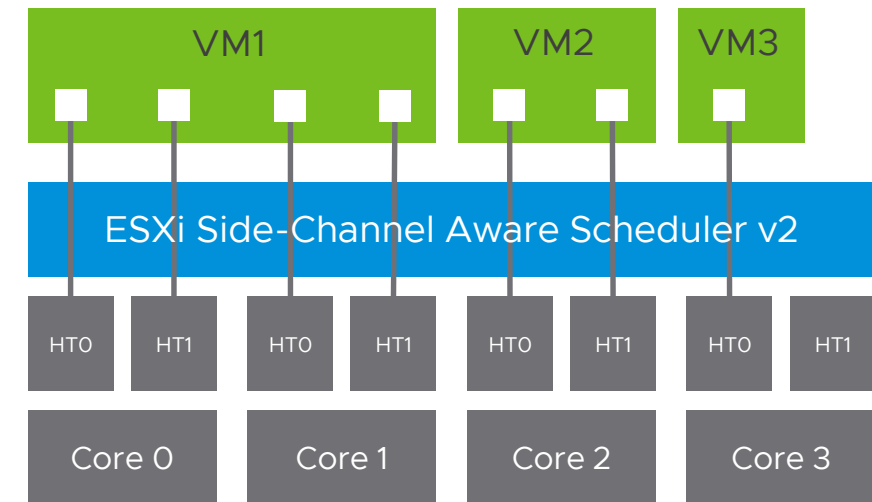 VM1 VM2 VM3
ESXi Side-Channel Aware Scheduler v2
HT0 HT1 HT0 HT1 HT0 HT1 HT0 HT1
Core 0 Core 1 Core 2 Core 3